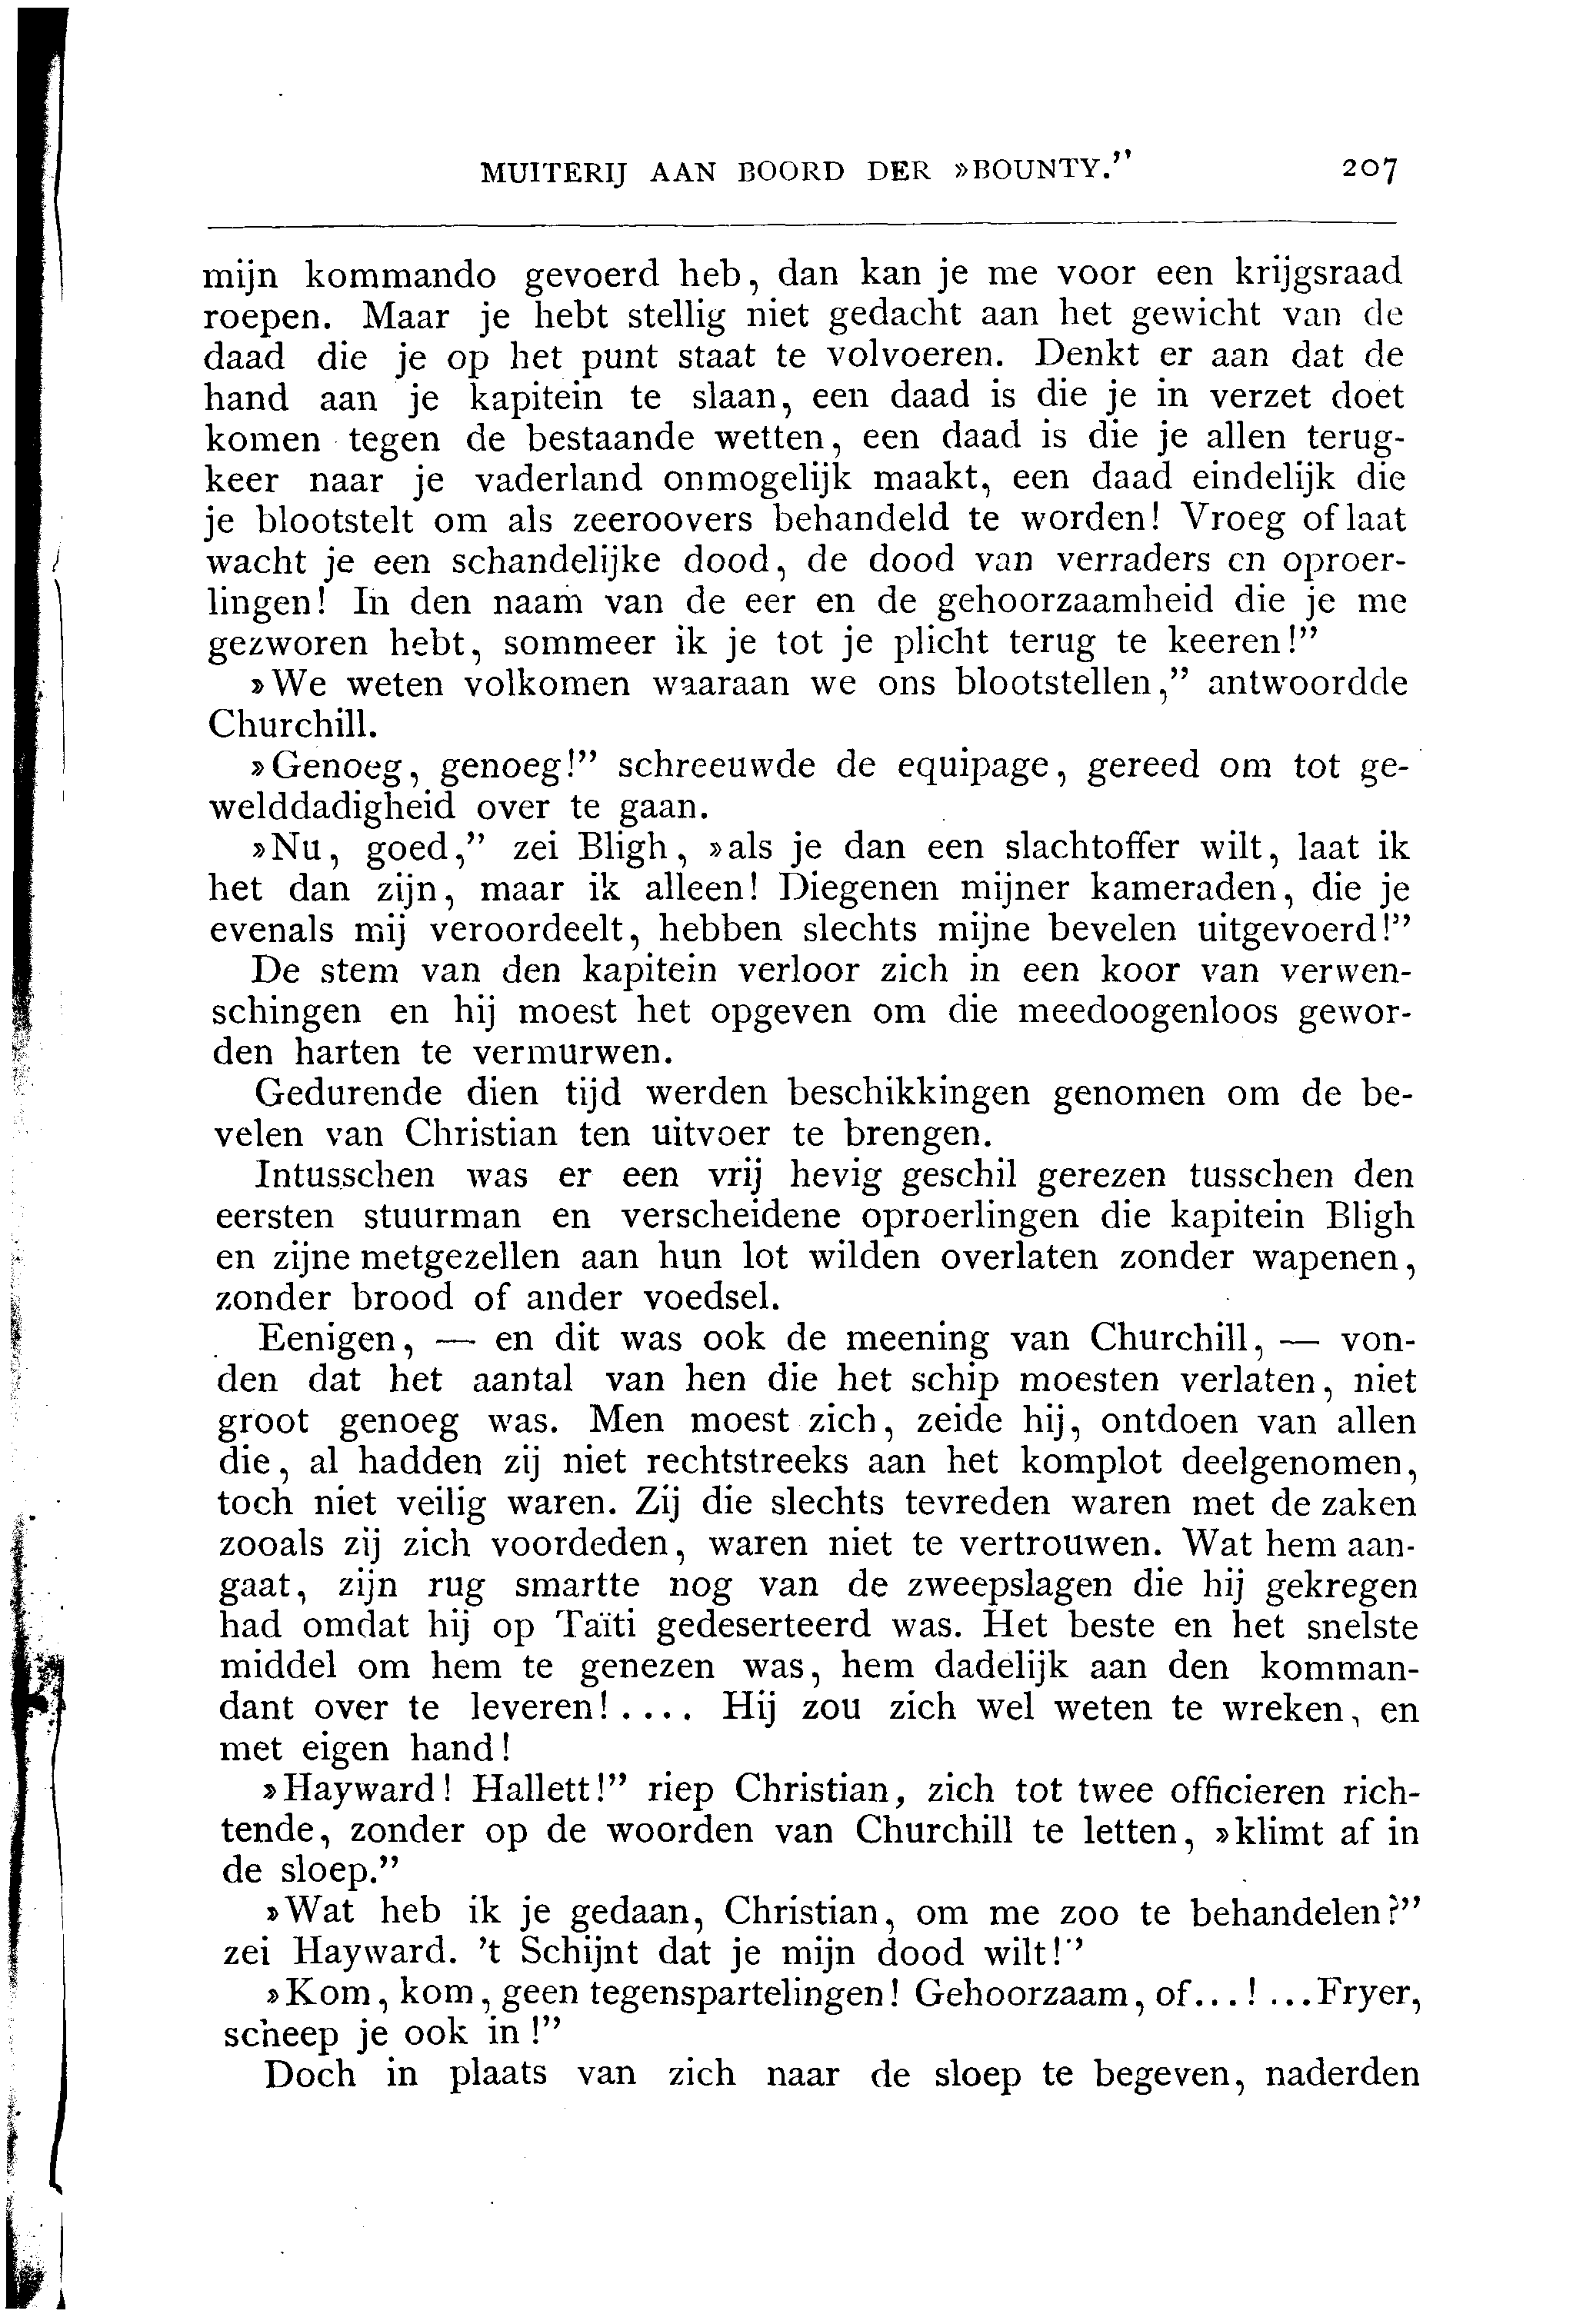 MUITERIJ AAN BOORD DER »BOUNTY." 207
mijn kommando gevoerd heb, dan kan je me voor een krijgsraad
roepen. Maar je hebt stellig niet gedacht aan het gewicht van de
daad die je op het punt staat te volvoeren. Denkt er aan dat de
hand aan je kapitein te slaan, een daad is die je in verzet doet
komen tegen de bestaande wetten, een daad is die je allen terug-
keer naar je vaderland onmogelijk maakt, een daad eindelijk die
je blootstelt om als zeeroovers behandeld te worden! Vroeg of laat
wacht je een schandelijke dood, de dood van verraders en oproer-
lingen! In den naam van de eer en de gehoorzaamheid die je me
gezworen hebt, sommeer ik je tot je plicht terug te keeren!"
»We weten volkomen waaraan we ons blootstellen," antwoordde
Churchill.
»Genoeg, genoeg!" schreeuwde de equipage, gereed om tot ge-
welddadigheid over te gaan.
»Nu, goed," zei Bligh, »als je dan een slachtoffer wilt, laat ik
het dan zijn, maar ik alleen! Diegenen mijner kameraden, die je
evenals mij veroordeelt, hebben slechts mijne bevelen uitgevoerd!"
De stem van den kapitein verloor zich in een koor van verwen-
schingen en hij moest het opgeven om die meedoogenloos gewor-
den harten te vermurwen.
Gedurende dien tijd werden beschikkingen genomen om de be-
velen van Christian ten uitvoer te brengen.
Intusschen was er een vrij hevig geschil gerezen tusschen den
eersten stuurman en verscheidene oproerlingen die kapitein Bligh
en zijne metgezellen aan hun lot wilden overlaten zonder wapenen,
zonder brood of ander voedsel.
Eenigen, — en dit was ook de meening van Churchill, — von-
den dat het aantal van hen die het schip moesten verlaten, niet
groot genoeg was. Men moest zich, zeide hij, ontdoen van allen
die, al hadden zij niet rechtstreeks aan het komplot deelgenomen,
toch niet veilig waren. Zij die slechts tevreden waren met de zaken
zooals zij zich voordeden, waren niet te vertrouwen. Wat hem aan-
gaat, zijn rug smartte nog van de zweepslagen die hij gekregen
had omdat hij op Taïti gedeserteerd was. Het beste en het snelste
middel om hem te genezen was, hem dadelijk aan den komman-
dant over te leveren!.... Hij zou zich wel weten te wreken, en
met eigen hand!
»Hayward! Hallett!" riep Christian, zich tot twee officieren rich-
tende, zonder op de woorden van Churchill te letten, »klimt af in
de sloep."
»Wat heb ik je gedaan, Christian, om me zoo te behandelen?"
zei Hayward. 't Schijnt dat je mijn dood wilt!"
»Kom, kom, geen tegenspartelingen! Gehoorzaam, of...! ...Fryer,
scheep je ook in!"
Doch in plaats van zich naar de sloep te begeven, naderden